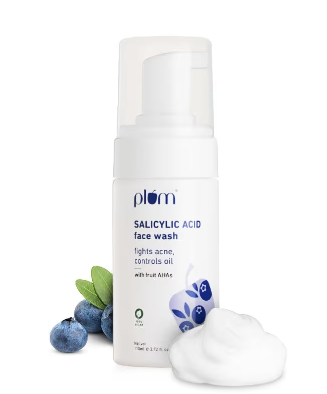 plum
SALICYLIC ACID
face wash
fights acne,
controls oil
with fruit AHAs